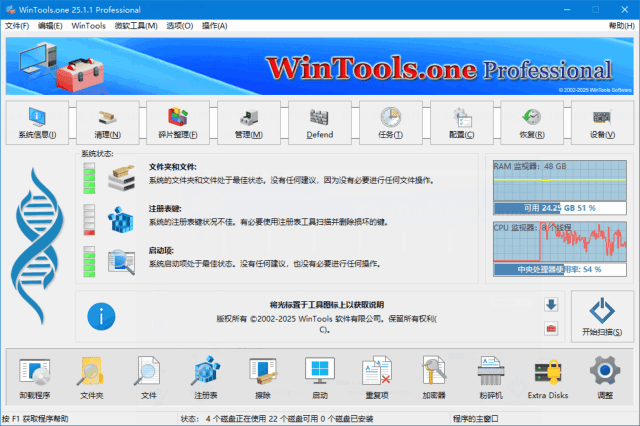 WinTools.one 25.1.1 Professional
文件(F) 编辑(E) WinTools 微软工具(M) 选项(O) 操作(A) 帮助(H)
WinTools.one Professional
© 2002-2025 WinTools Software
系统信息(I) 清理(N) 碎片整理(F) 管理(M) Defend 任务(T) 配置(C) 恢复(R) 设备(V)
系统状态:
文件夹和文件:
系统的文件夹和文件处于最佳状态。没有任何建议，因为没有必要进行任何文件操作。
注册表键:
系统的注册表键状况不佳。有必要使用注册表工具扫描并删除损坏的键。
启动项:
系统启动项处于最佳状态。没有任何建议，也没有必要进行任何操作。
RAM 监视器: 48 GB
可用 24.25 GB 51 %
CPU 监视器: 8 个线程
中央处理器使用率: 54 %
将光标置于工具图标上以获取说明
版权所有 ©2002-2025 WinTools 软件有限公司。保留所有权利(
C)。
开始扫描(S)
卸载程序 文件夹 文件 注册表 擦除 启动 重复项 加密器 粉碎机 Extra Disks 调整
按 F1 获取程序帮助 状态: 4 个磁盘正在使用 22 个磁盘可用 0 个磁盘已安装 程序的主窗口